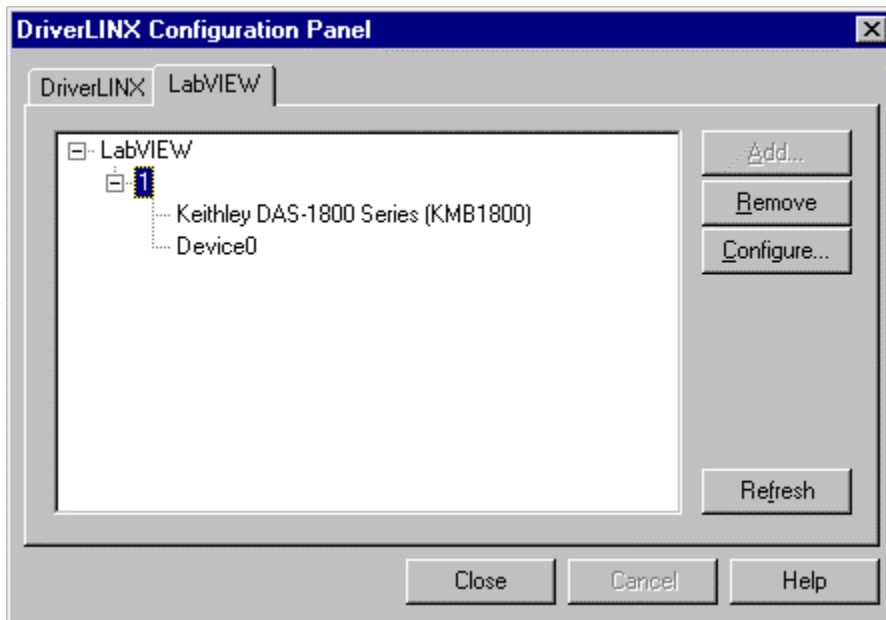 DriverLINX Configuration Panel
DriverLINX
LabVIEW
LabVIEW
1
Keithley DAS-1800 Series (KMB1800)
Device0
Add...
Remove
Configure...
Refresh
Close
Cancel
Help